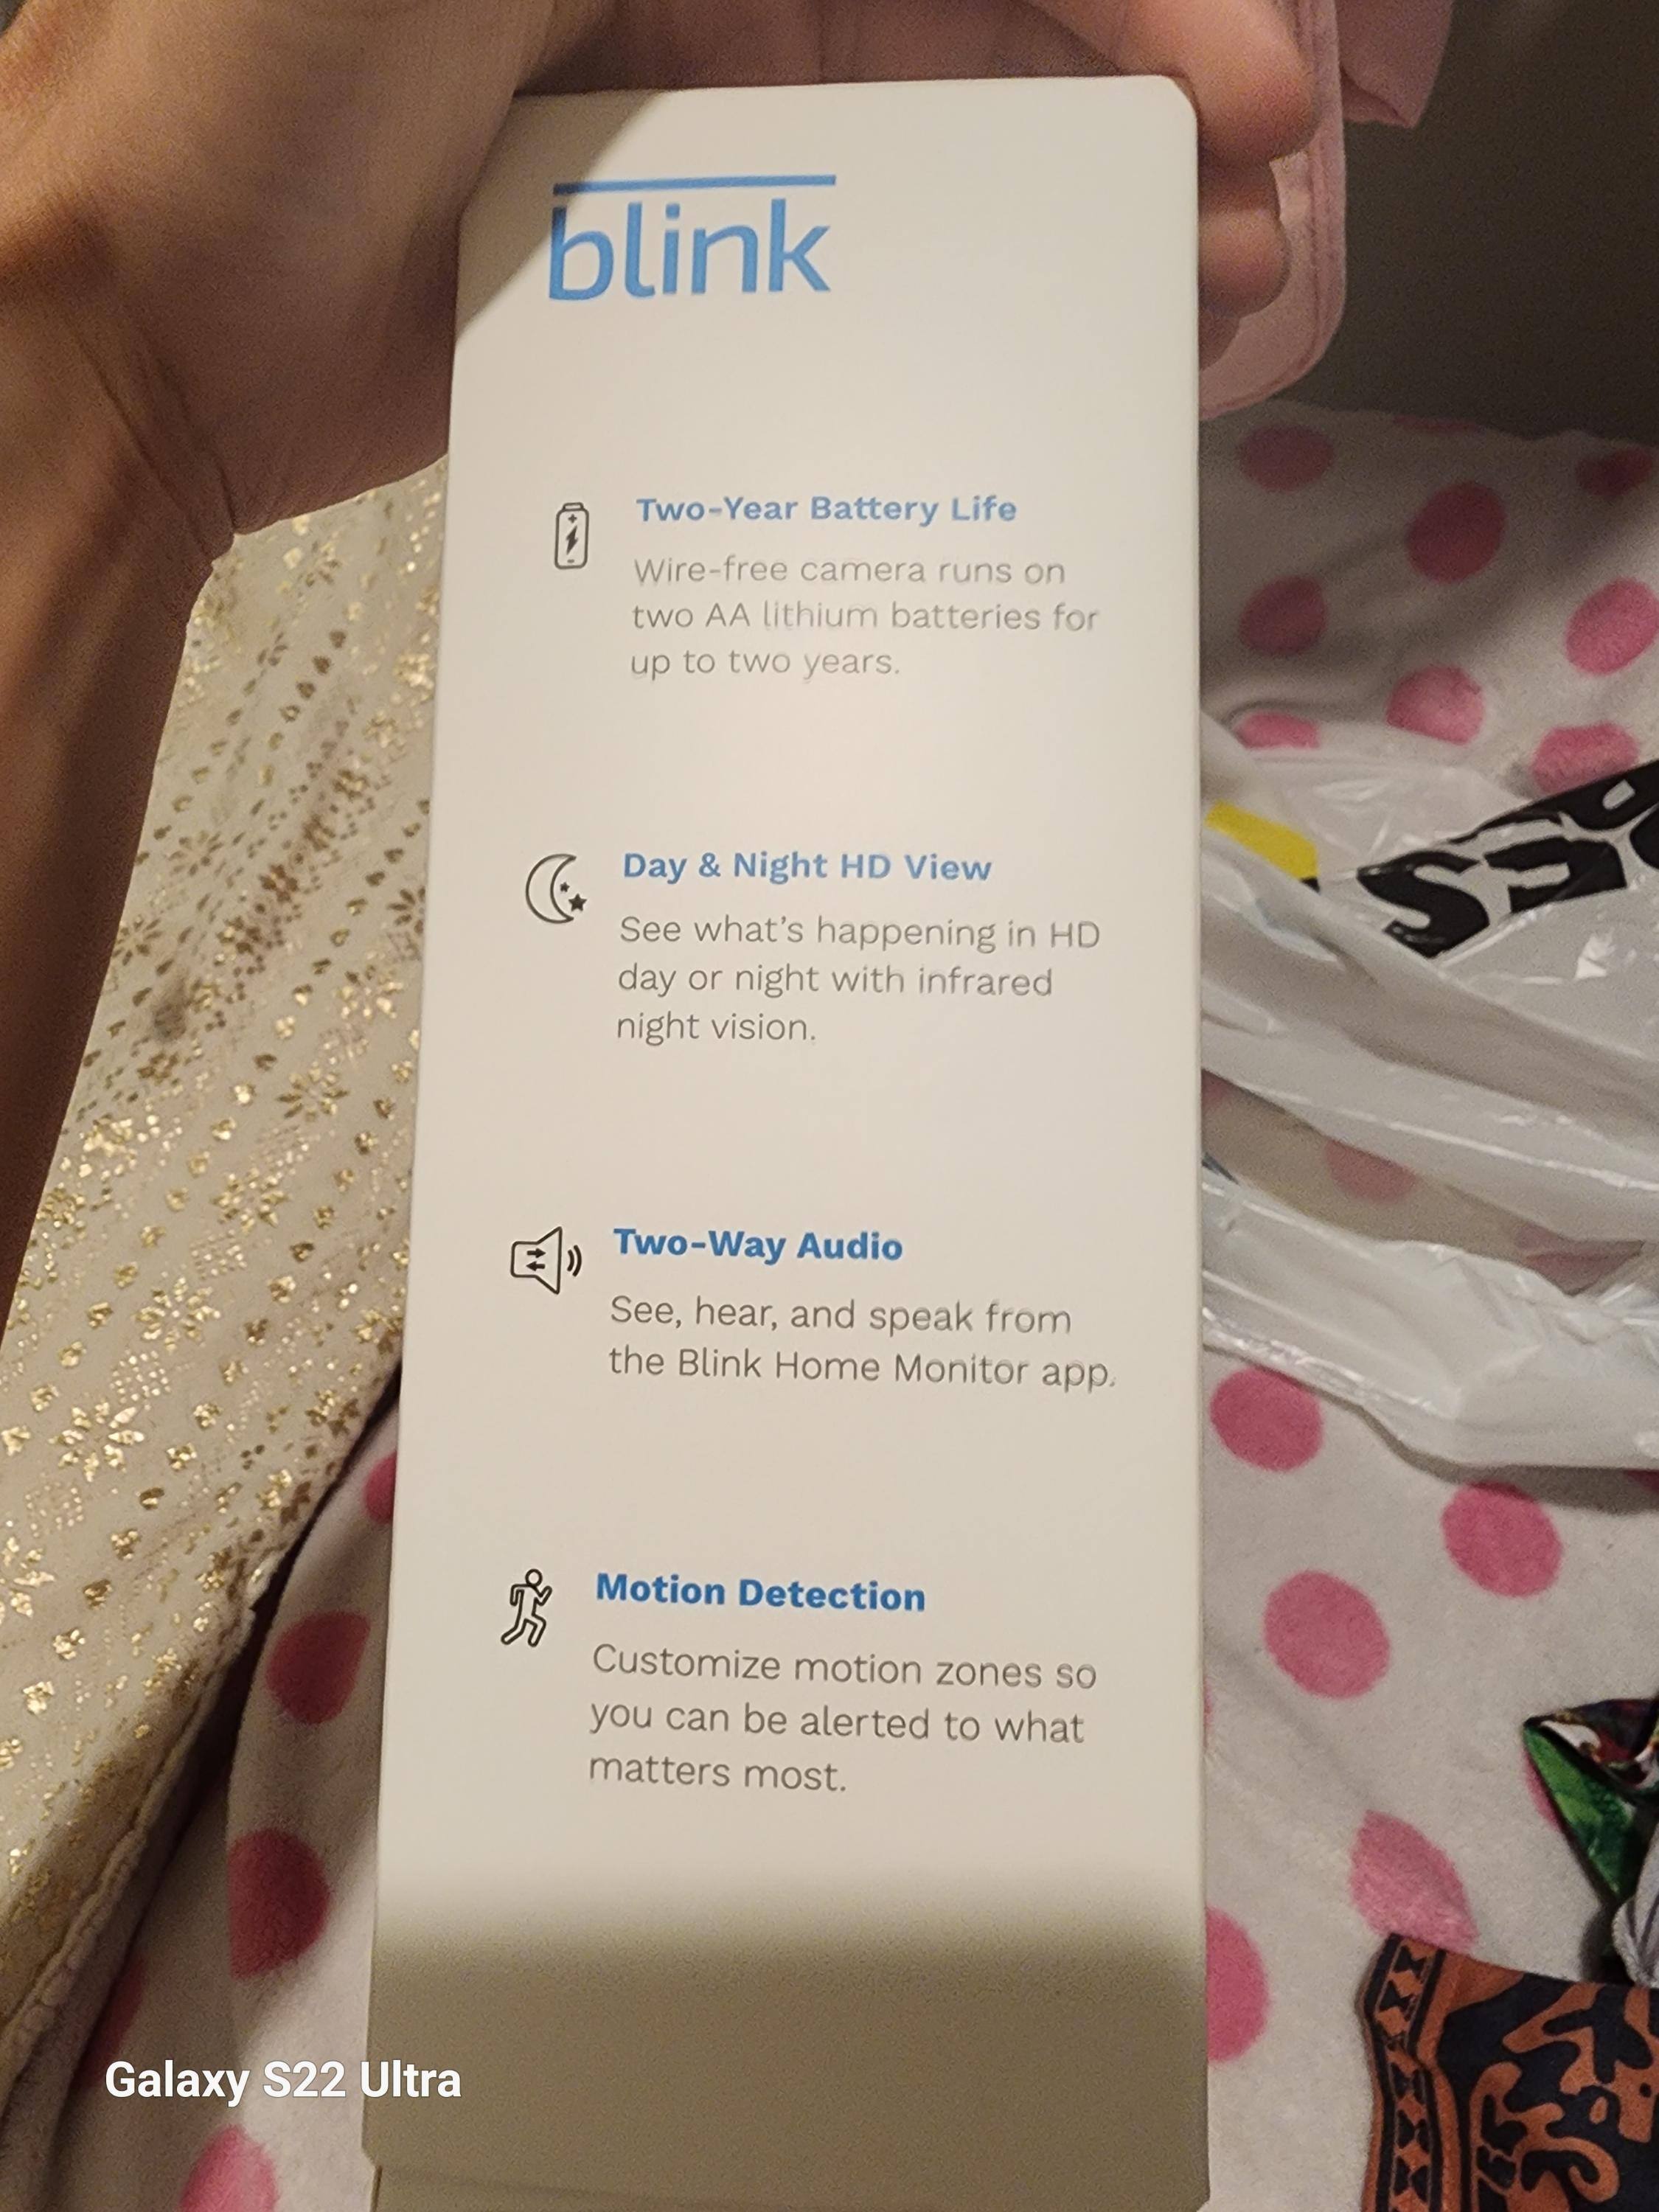 blink
Two-Year Battery Life
Wire-free camera runs on
two AA lithium batteries for
up to two years.
Day & Night HD View
See what's happening in HD
day or night with infrared
night vision.
Two-Way Audio
See, hear, and speak from
the Blink Home Monitor app.
Motion Detection
Customize motion zones so
you can be alerted to what
matters most.
Galaxy S22 Ultra